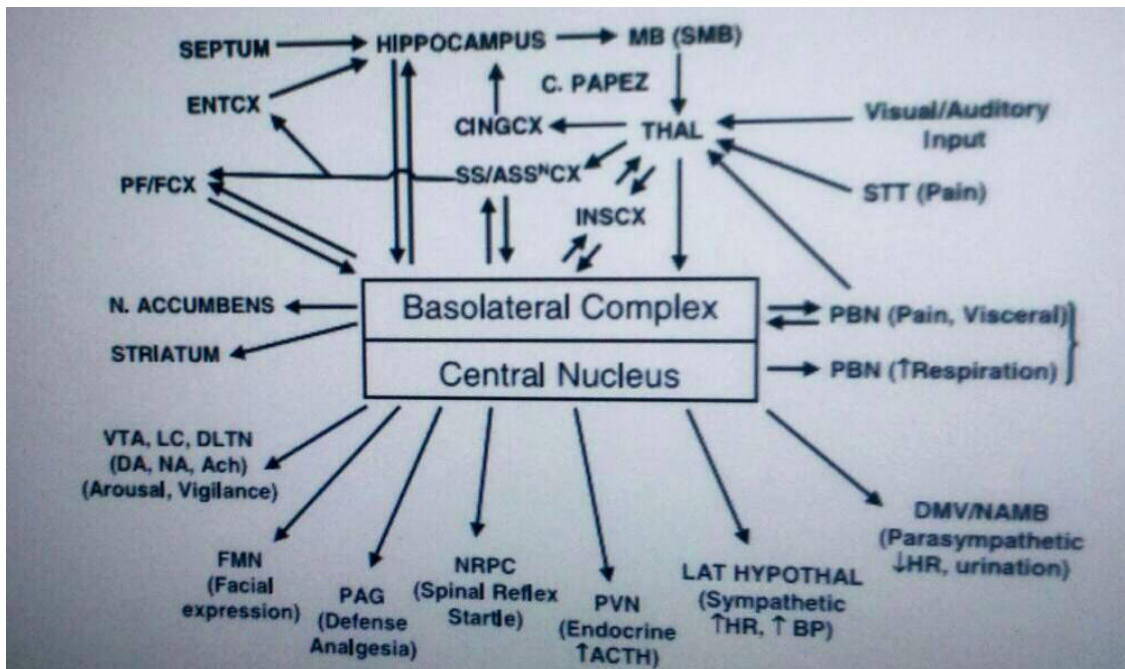 SEPTUM
HIPPOCAMPUS
MB (SMB)
C. PAPEZ
ENTCX
CINGCX
THAL
Visual/Auditory
Input
PF/FCX
SS/ASSᴺCX
STT (Pain)
INSCX
N. ACCUMBENS
Basolateral Complex
PBN (Pain, Visceral)
STRIATUM
Central Nucleus
PBN (↑Respiration)
VTA, LC, DLTN
(DA, NA, Ach)
(Arousal, Vigilance)
FMN
(Facial
expression)
PAG
(Defense
Analgesia)
NRPC
(Spinal Reflex
Startle)
PVN
(Endocrine
↑ACTH)
LAT HYPOTHAL
(Sympathetic
↑HR, ↑ BP)
DMV/NAMB
(Parasympathetic
↓HR, urination)